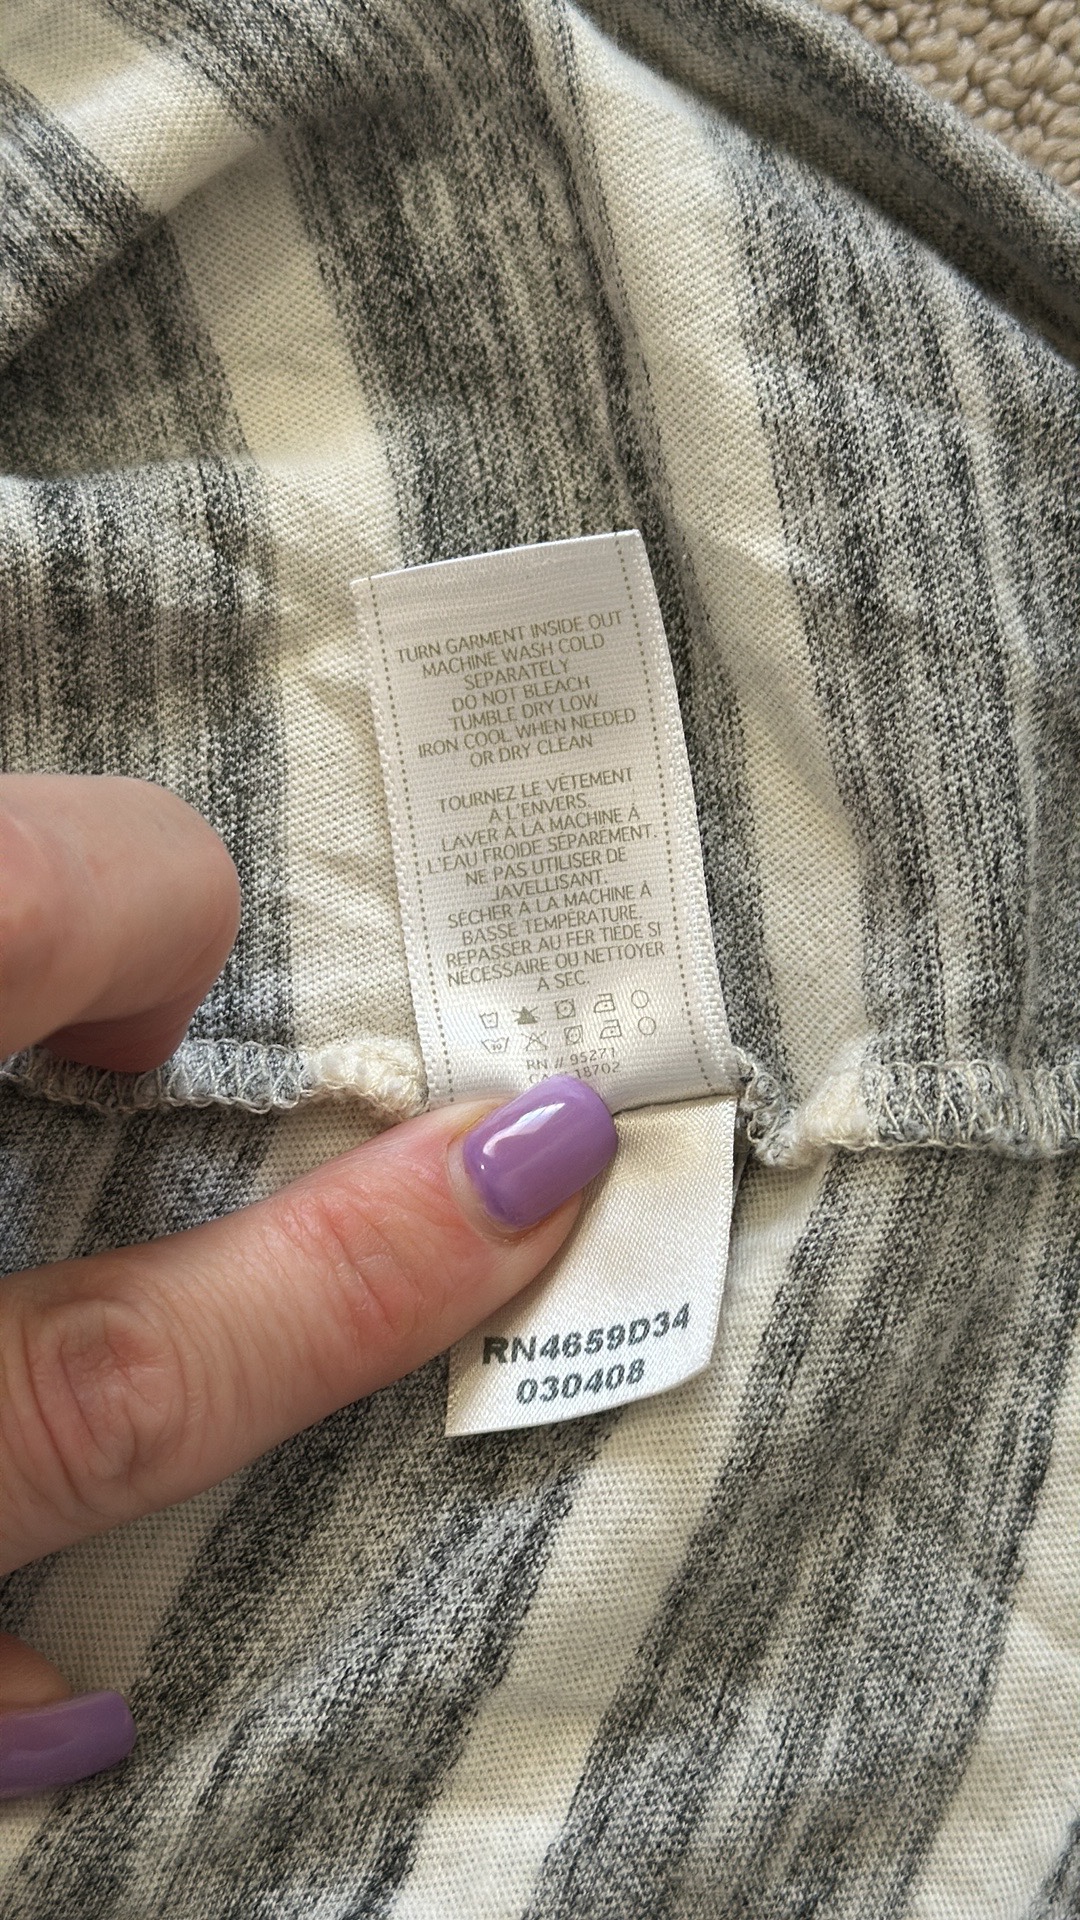 TURN GARMENT INSIDE OUT
MACHINE WASH COLD
SEPARATELY
DO NOT BLEACH
TUMBLE DRY LOW
IRON COOL WHEN NEEDED
OR DRY CLEAN
TOURNEZ LE VÊTEMENT
À L'ENVERS.
LAVER À LA MACHINE À
L'EAU FROIDE SÉPARÉMENT.
NE PAS UTILISER DE
JAVELLISANT.
SÉCHER À LA MACHINE À
BASSE TEMPÉRATURE.
REPASSER AU FER TIÈDE SI
NÉCESSAIRE OU NETTOYER
À SEC.
30
RN # 95271
18702
RN4659D34
030408